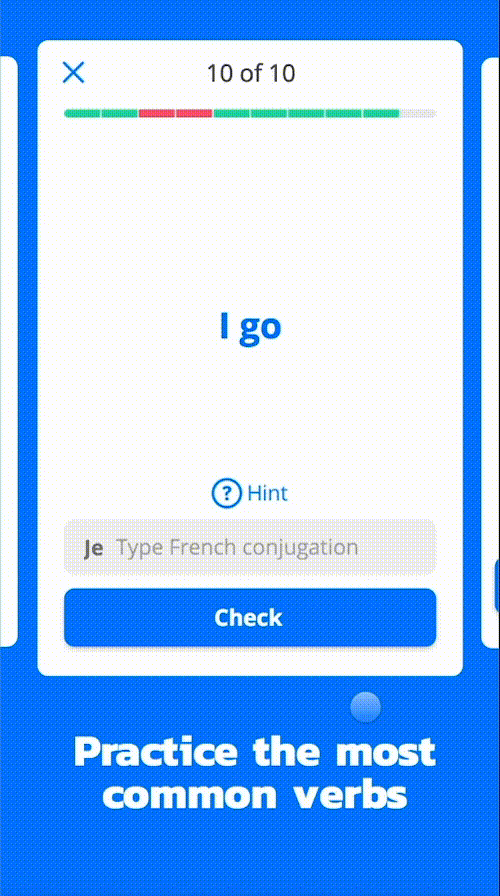 10 of 10
I go
? Hint
Je Type French conjugation
Check
Practice the most
common verbs